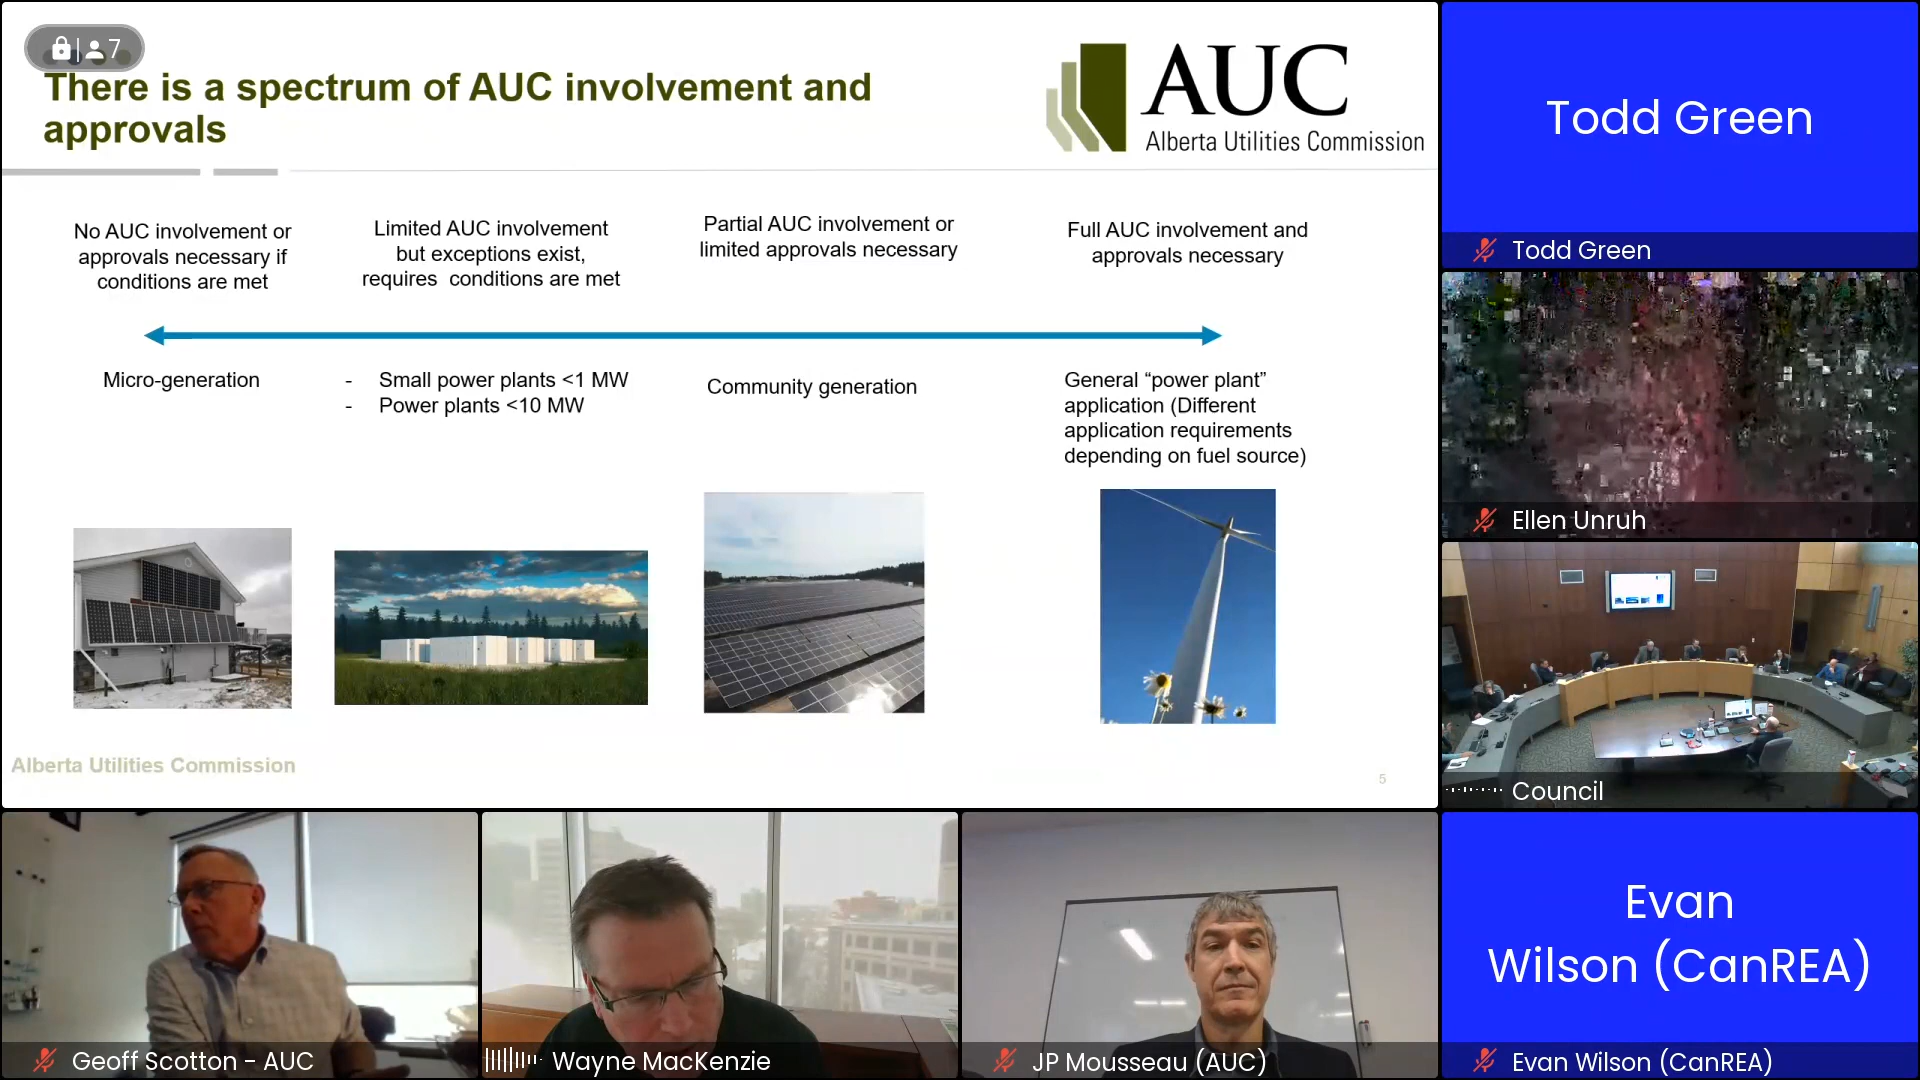 7
There is a spectrum of AUC involvement and
approvals
AUC
Alberta Utilities Commission
No AUC involvement or
approvals necessary if
conditions are met
Limited AUC involvement
but exceptions exist,
requires conditions are met
Partial AUC involvement or
limited approvals necessary
Full AUC involvement and
approvals necessary
Micro-generation
- Small power plants <1 MW
- Power plants <10 MW
Community generation
General “power plant”
application (Different
application requirements
depending on fuel source)
Alberta Utilities Commission
5
Todd Green
Todd Green
Ellen Unruh
Council
Geoff Scotton - AUC
Wayne MacKenzie
JP Mousseau (AUC)
Evan
Wilson (CanREA)
Evan Wilson (CanREA)